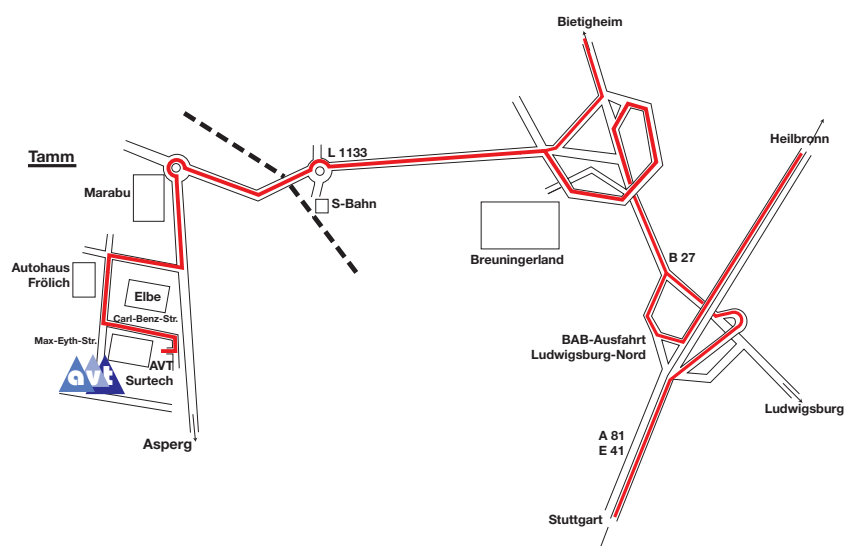 Bietigheim
Heilbronn
L 1133
Tamm
Marabu
S-Bahn
Breuningerland
B 27
Autohaus
Frölich
Elbe
Carl-Benz-Str.
Max-Eyth-Str.
AVT
Surtech
avt
BAB-Ausfahrt
Ludwigsburg-Nord
Ludwigsburg
Asperg
A 81
E 41
Stuttgart